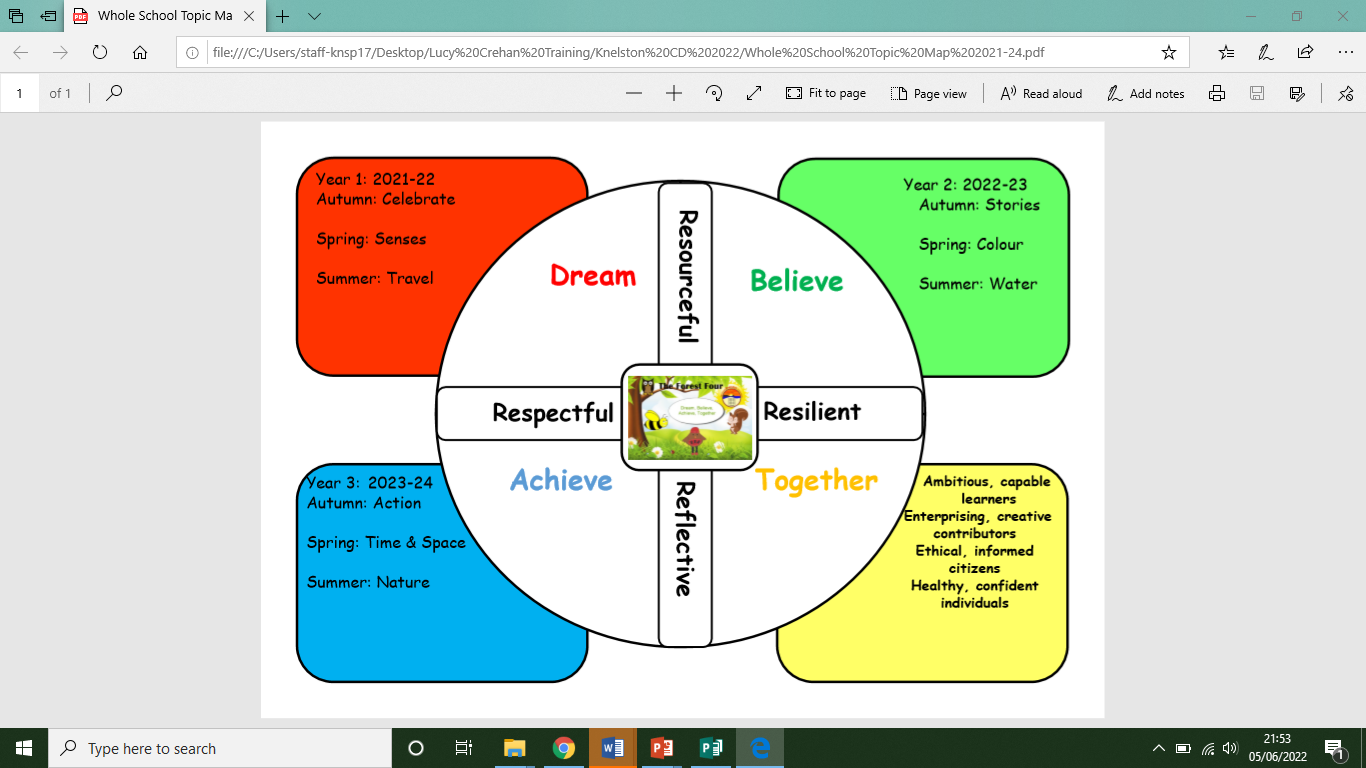 Whole School Topic Ma
file:///C:/Users/staff-knsp17/Desktop/Lucy%20Crehan%20Training/Knelston%20CD%202022/Whole%20School%20Topic%20Map%202021-24.pdf
1 of 1
Fit to page
Page view
Read aloud
Add notes
Year 1: 2021-22
Autumn: Celebrate
Spring: Senses
Summer: Travel
Year 2: 2022-23
Autumn: Stories
Spring: Colour
Summer: Water
Dream
Resourceful
Believe
Respectful
The Forest Four
Dream, Believe,
Achieve, Together
Resilient
Achieve
Reflective
Together
Year 3: 2023-24
Autumn: Action
Spring: Time & Space
Summer: Nature
Ambitious, capable
learners
Enterprising, creative
contributors
Ethical, informed
citizens
Healthy, confident
individuals
Type here to search
21:53
05/06/2022
1